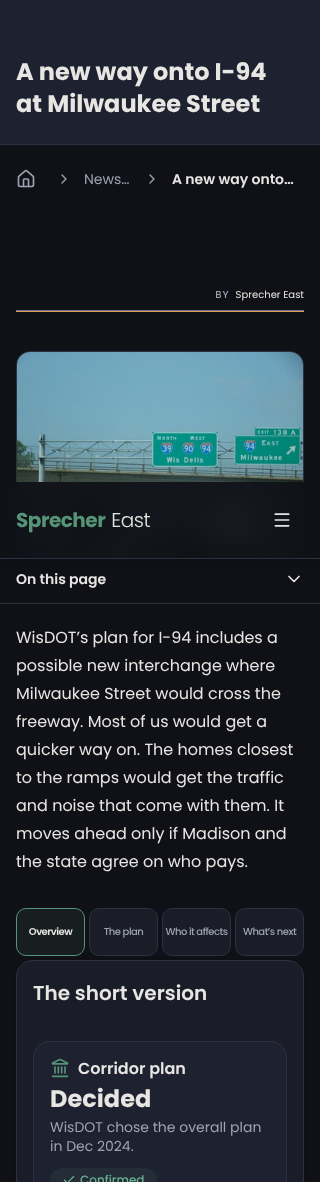 A new way onto I-94
at Milwaukee Street
News...
A new way onto...
BY Sprecher East
EXIT 138 A
NORTH WEST
39 90 94
Wis Dells
94 EAST
Milwaukee
Sprecher East
On this page
WisDOT’s plan for I-94 includes a
possible new interchange where
Milwaukee Street would cross the
freeway. Most of us would get a
quicker way on. The homes closest
to the ramps would get the traffic
and noise that come with them. It
moves ahead only if Madison and
the state agree on who pays.
Overview
The plan
Who it affects
What’s next
The short version
Corridor plan
Decided
WisDOT chose the overall plan
in Dec 2024.
Confirmed